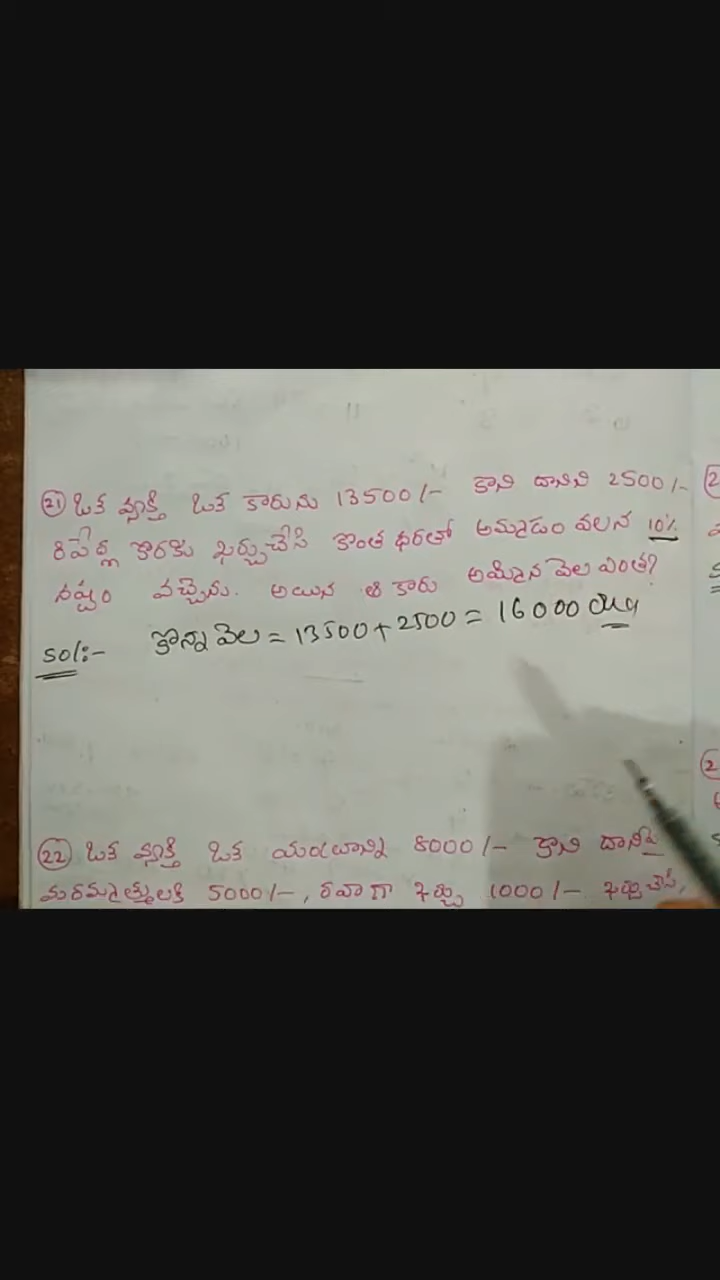 21 ఒక వ్యక్తి ఒక కారును 13500/- కొని దానిని 2500/-
రిపేర్ల కొరకు ఖర్చుచేసి కొంత ధరతో అమ్మడం వలన 10%
నష్టం వచ్చెను. అయిన ఆ కారు అమ్మిన వెల ఎంత?
Sol:- కొన్న వెల = 13500 + 2500 = 16000
22 ఒక వ్యక్తి ఒక యంత్రాన్ని 8000/- కొని దానిపై
మరమ్మత్తులకి 5000/-, రవాణా ఖర్చు 1000/- ఖర్చుచేసి,